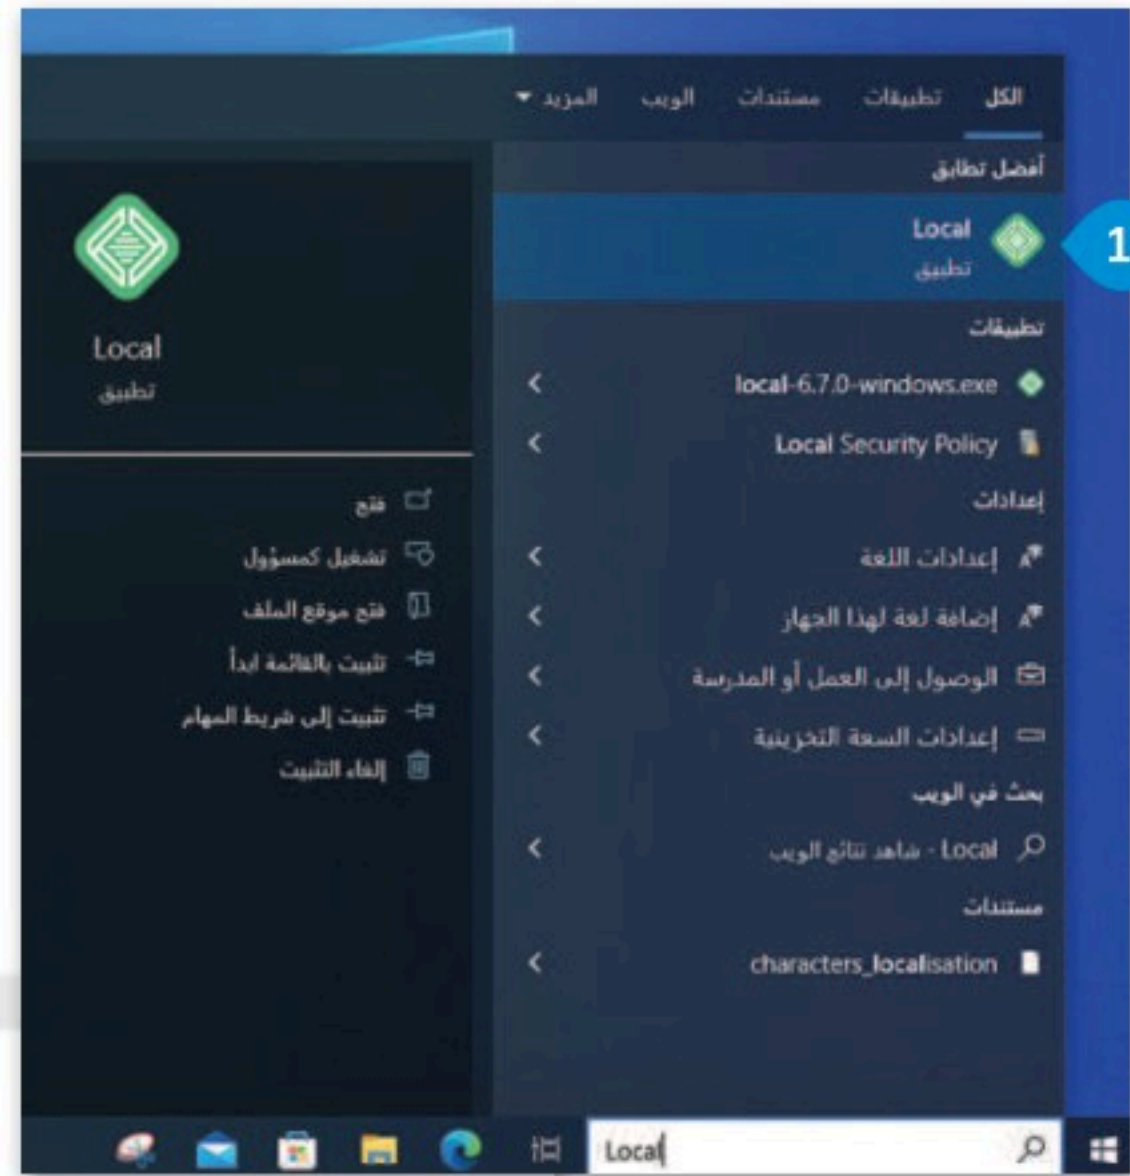 الكل تطبيقات مستندات الويب المزيد
أفضل تطابق
Local
تطبيق
1
تطبيقات
local-6.7.0-windows.exe
Local Security Policy
إعدادات
إعدادات اللغة
إضافة لغة لهذا الجهاز
الوصول إلى العمل أو المدرسة
إعدادات السعة التخزينية
بحث في الويب
Local - شاهد نتائج الويب
مستندات
characters_localisation
Local
تطبيق
فتح
تشغيل كمسؤول
فتح موقع الملف
تثبيت بالقائمة ابدأ
تثبيت إلى شريط المهام
إلغاء التثبيت
Local